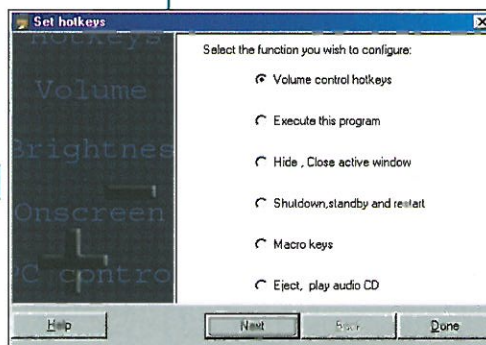 Set hotkeys
Hotkeys
Volume
Brightnes
Onscreen
PC contro
Select the function you wish to configure:
Volume control hotkeys
Execute this program
Hide , Close active window
Shutdown,standby and restart
Macro keys
Eject, play audio CD
Help
Next
Back
Done